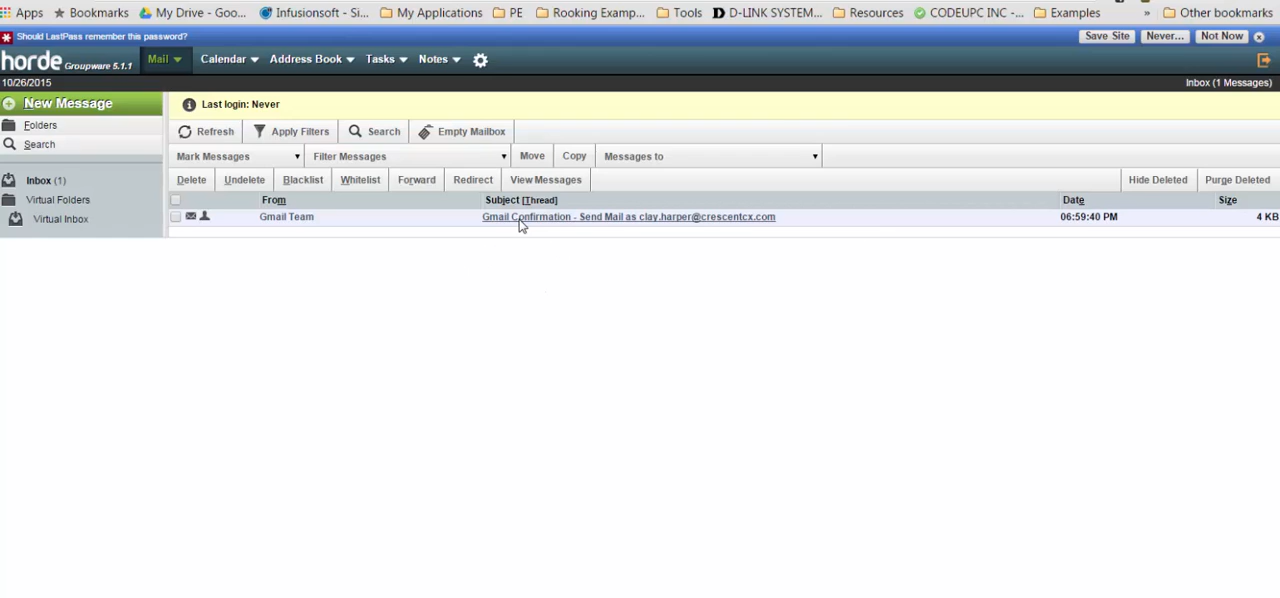 Apps Bookmarks My Drive - Goo... Infusionsoft - Si... My Applications PE Rooking Examp... Tools D-LINK SYSTEM... Resources CODEUPC INC - ... Examples » Other bookmarks
Should LastPass remember this password? Save Site Never... Not Now
horde Groupware 5.1.1 Mail Calendar Address Book Tasks Notes
10/26/2015 Inbox (1 Messages)
New Message Last login: Never
Folders Refresh Apply Filters Search Empty Mailbox
Search Mark Messages Filter Messages Move Copy Messages to
Inbox (1) Delete Undelete Blacklist Whitelist Forward Redirect View Messages Hide Deleted Purge Deleted
Virtual Folders From Subject [Thread] Date Size
Virtual Inbox Gmail Team Gmail Confirmation - Send Mail as clay.harper@crescentcx.com 06:59:40 PM 4 KB